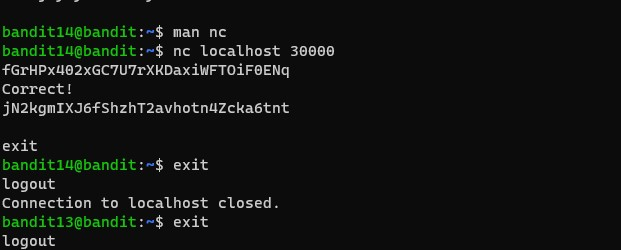 bandit14@bandit:~$ man nc
bandit14@bandit:~$ nc localhost 30000
fGrHPx402xGC7U7rXKDaxiWFTOiF0ENq
Correct!
jN2kgmIXJ6fShzhT2avhotn4Zcka6tnt
exit
bandit14@bandit:~$ exit
logout
Connection to localhost closed.
bandit13@bandit:~$ exit
logout